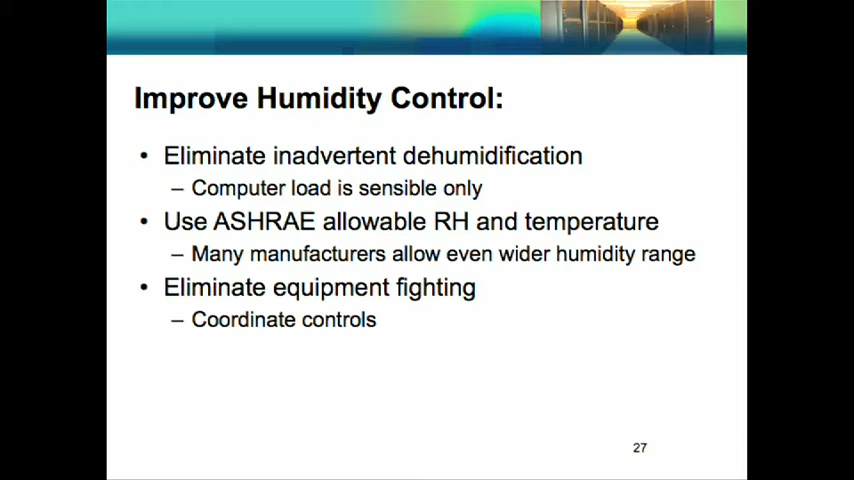 Improve Humidity Control:
• Eliminate inadvertent dehumidification
– Computer load is sensible only
• Use ASHRAE allowable RH and temperature
– Many manufacturers allow even wider humidity range
• Eliminate equipment fighting
– Coordinate controls
27